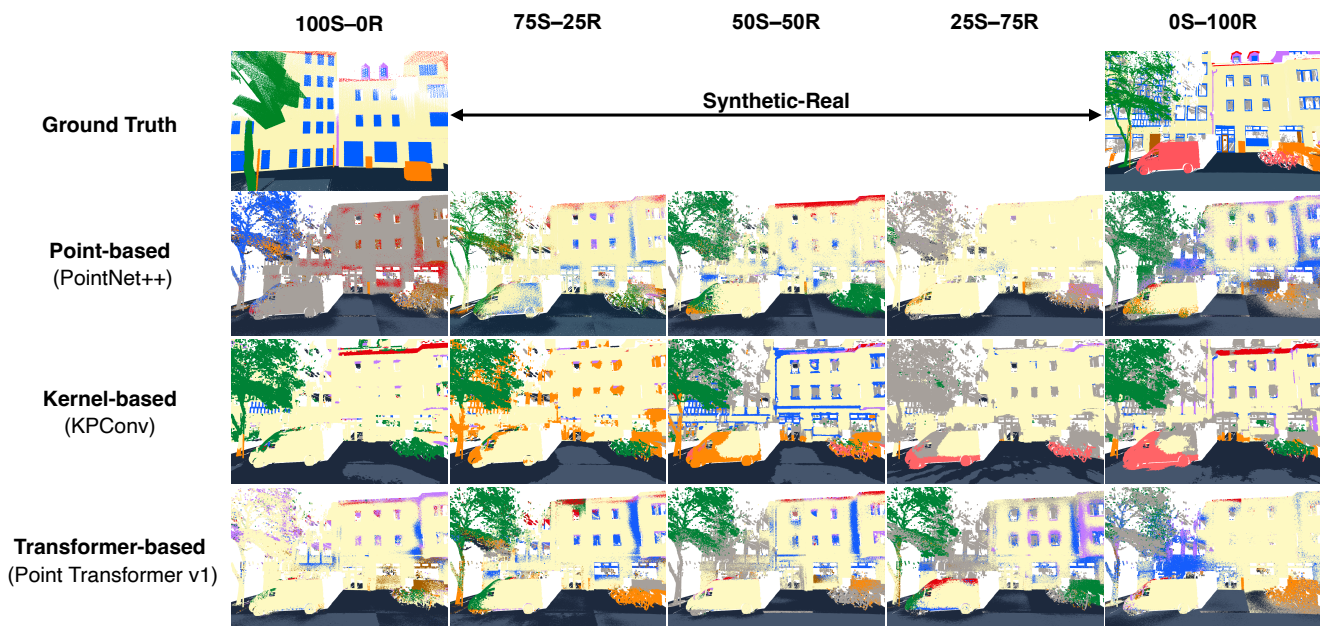 100S–0R
75S–25R
50S–50R
25S–75R
0S–100R
Ground Truth
Synthetic-Real
Point-based
(PointNet++)
Kernel-based
(KPConv)
Transformer-based
(Point Transformer v1)